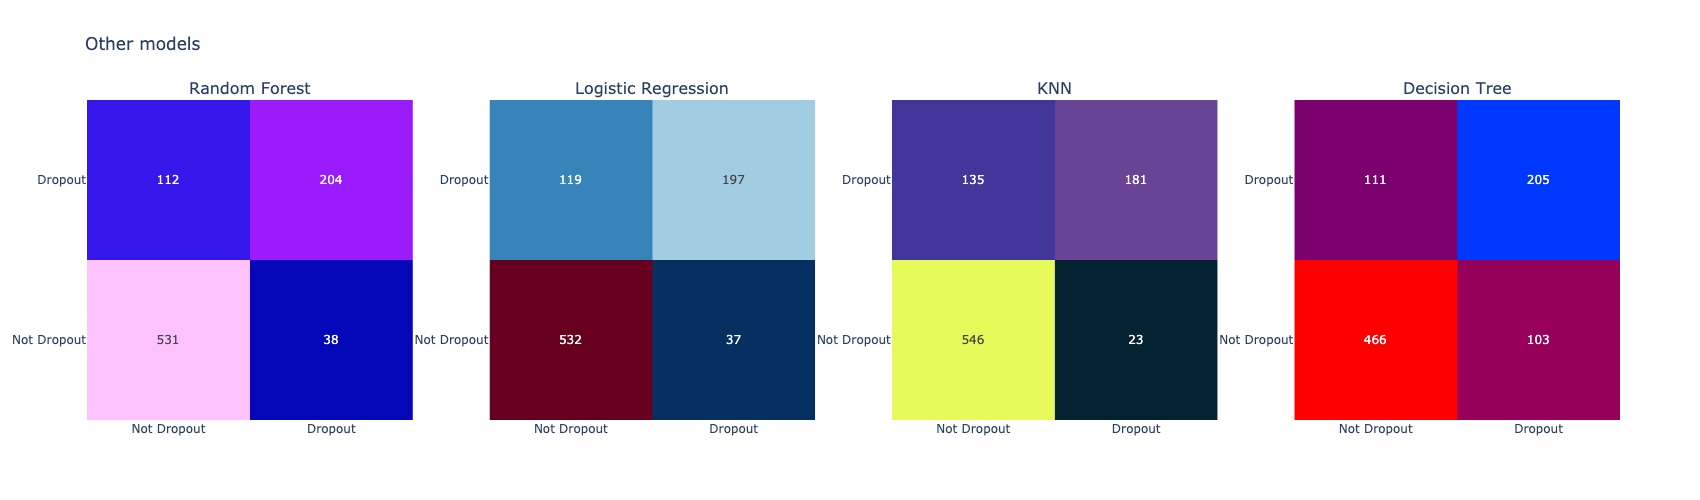 Other models
Random Forest
Logistic Regression
KNN
Decision Tree
Dropout
112
204
Dropout
119
197
Dropout
135
181
Dropout
111
205
Not Dropout
531
38
Not Dropout
532
37
Not Dropout
546
23
Not Dropout
466
103
Not Dropout
Dropout
Not Dropout
Dropout
Not Dropout
Dropout
Not Dropout
Dropout